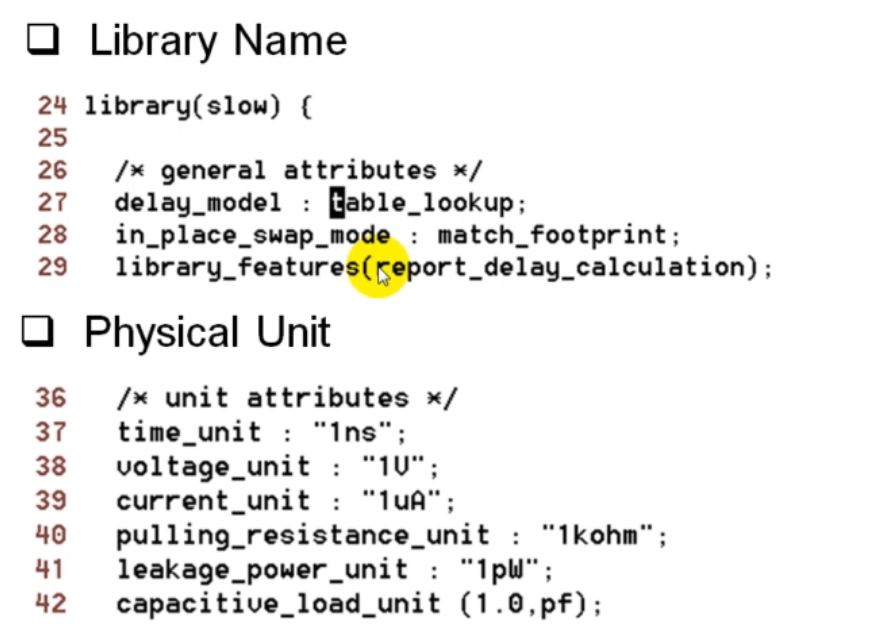 Library Name
24 library(slow) {
25
26 /* general attributes */
27 delay_model : table_lookup;
28 in_place_swap_mode : match_footprint;
29 library_features(report_delay_calculation);
Physical Unit
36 /* unit attributes */
37 time_unit : "1ns";
38 voltage_unit : "1V";
39 current_unit : "1uA";
40 pulling_resistance_unit : "1kohm";
41 leakage_power_unit : "1pW";
42 capacitive_load_unit (1.0,pf);